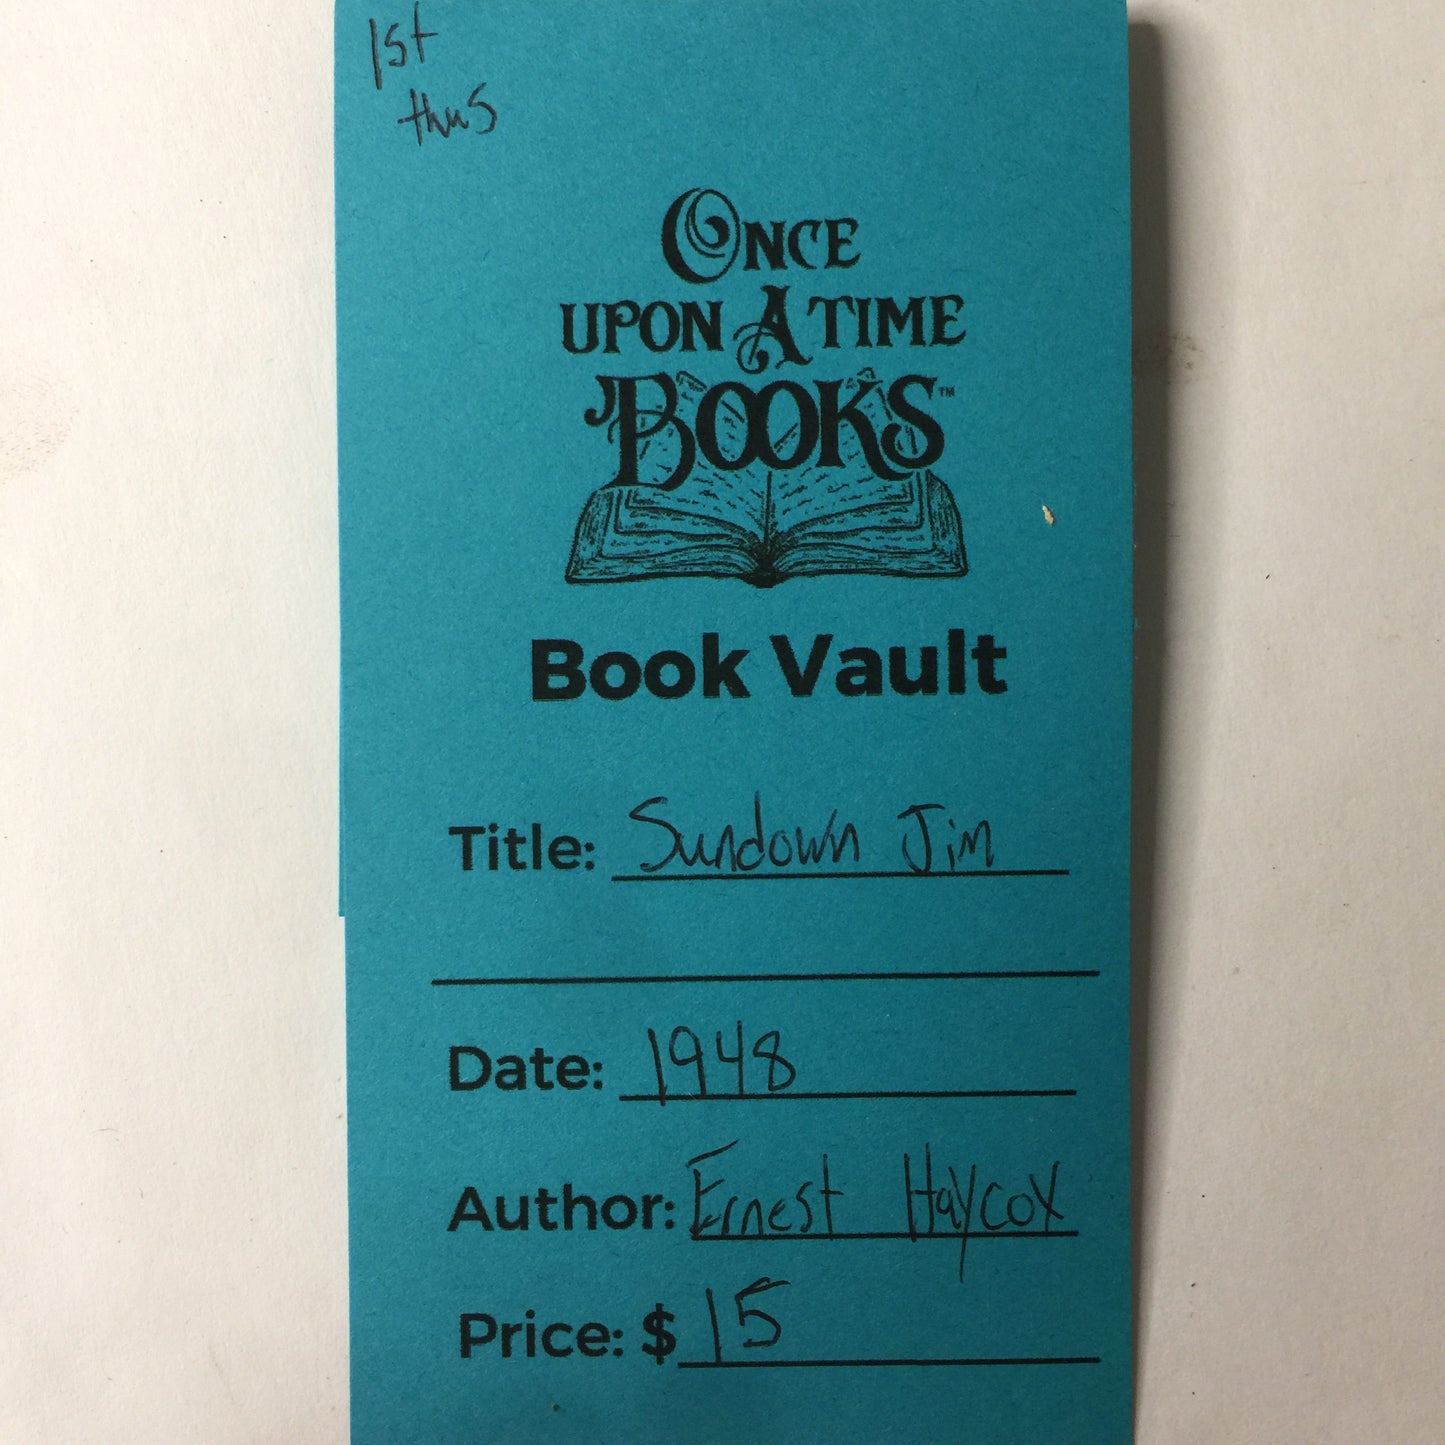 1st
thus
ONCE
UPON A TIME
BOOKS™
Book Vault
Title: Sundown Jim
Date: 1948
Author: Ernest Haycox
Price: $ 15